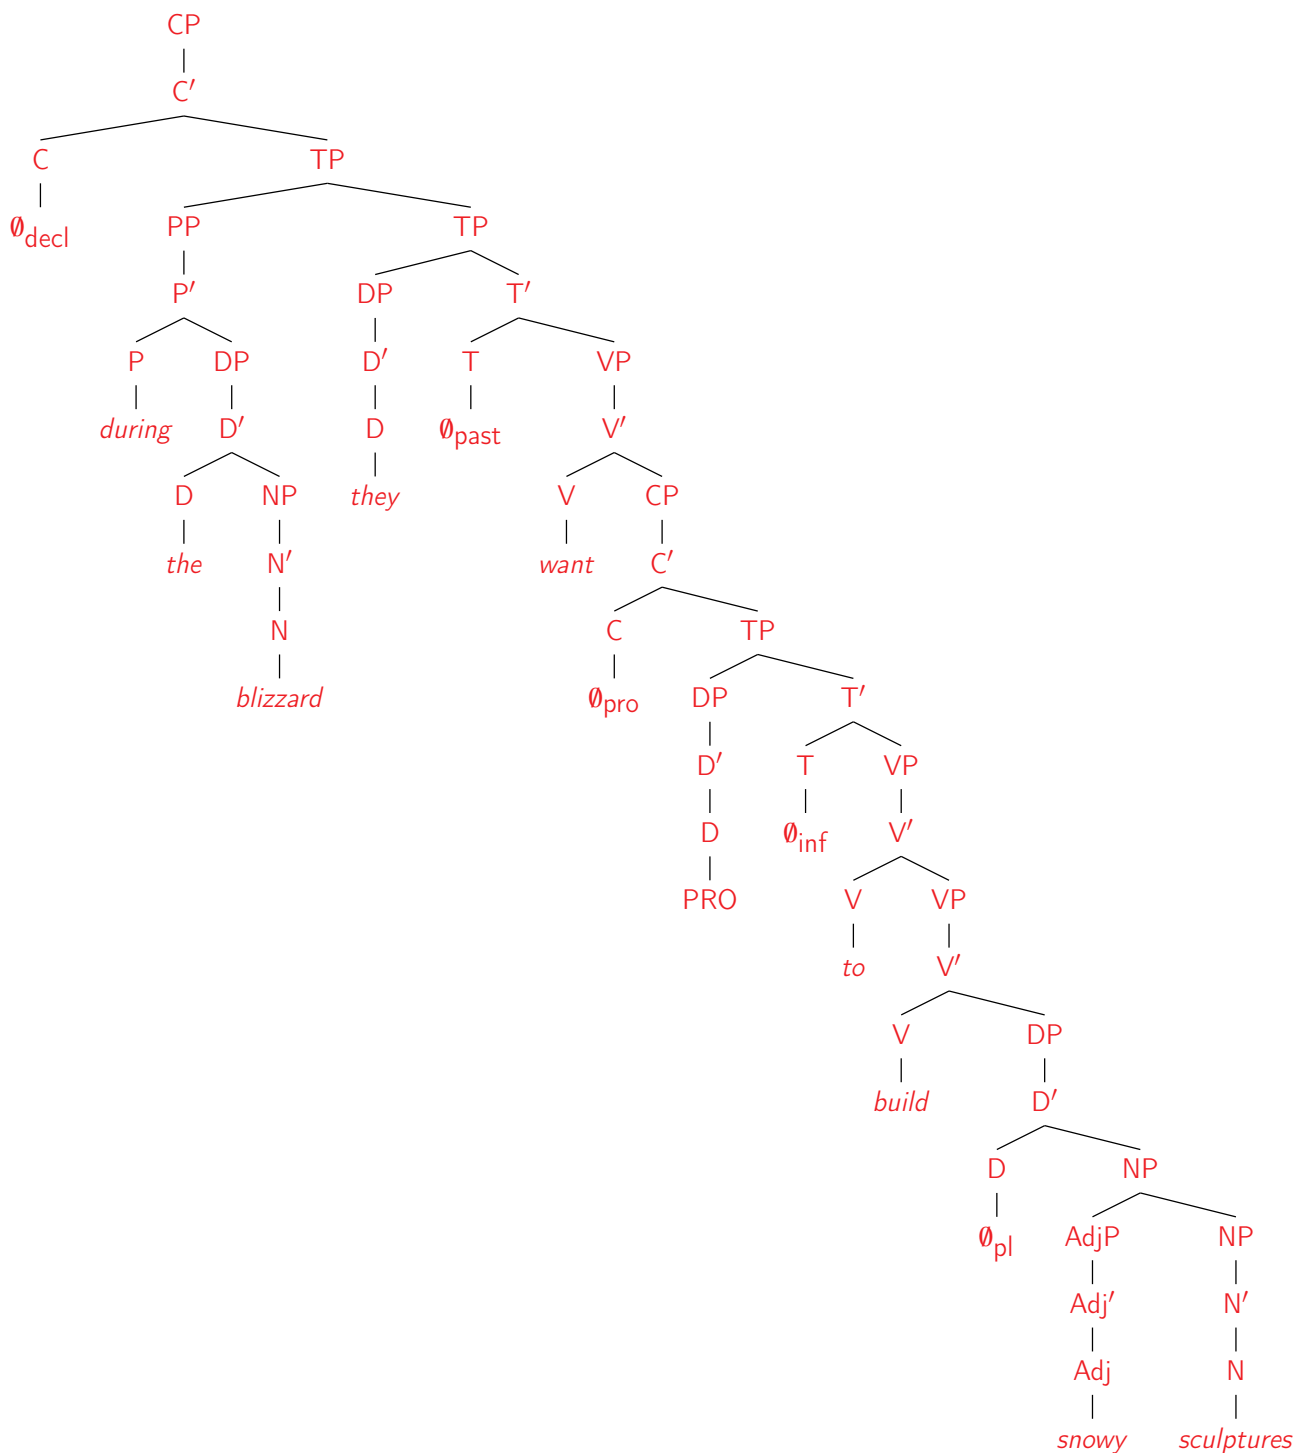 CP
C′
C TP
∅decl PP TP
P′ DP T′
P DP D′ T VP
during D′ D ∅past V′
D NP they V CP
the N′ want C′
N C TP
blizzard ∅pro DP T′
D′ T VP
D ∅inf V′
PRO V VP
to V′
V DP
build D′
D NP
∅pl AdjP NP
Adj′ N′
Adj N
snowy sculptures